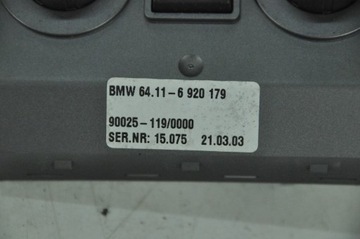 BMW 64.11-6 920 179
90025-119/0000
SER.NR: 15.075 21.03.03